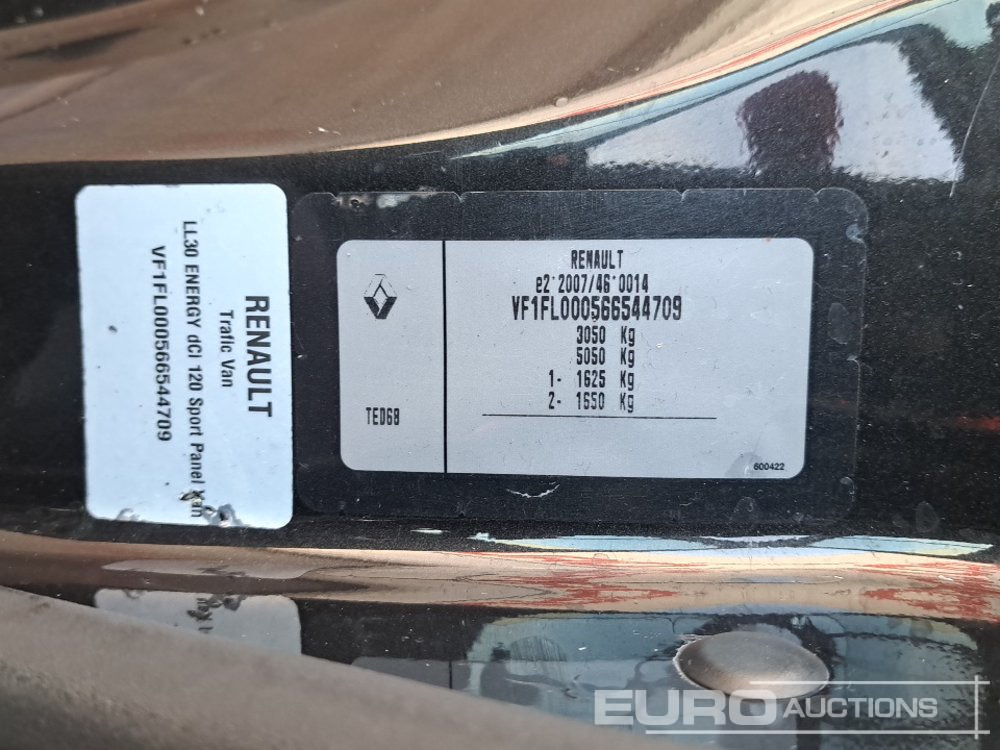 RENAULT
Trafic Van
LL30 ENERGY dCi 120 Sport Panel Van
VF1FL000566544709
RENAULT
e2*2007/46*0014
VF1FL000566544709
3050 Kg
5050 Kg
1- 1625 Kg
2- 1650 Kg
TED68
600422
EURO AUCTIONS